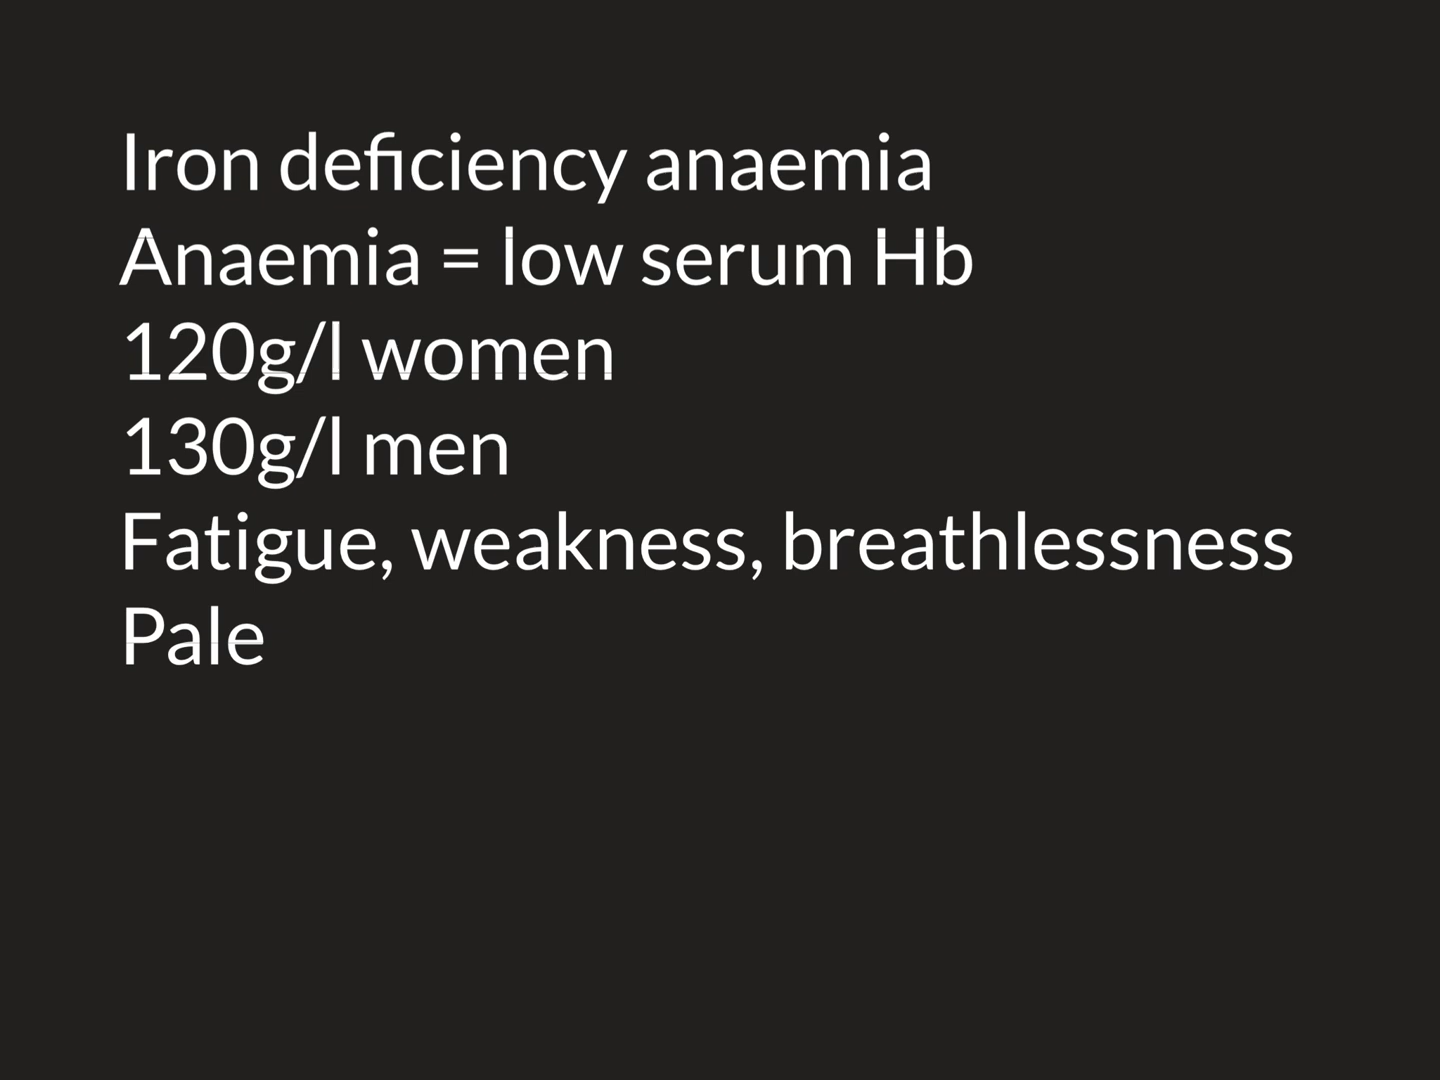 Iron deficiency anaemia
Anaemia = low serum Hb
120g/l women
130g/l men
Fatigue, weakness, breathlessness
Pale